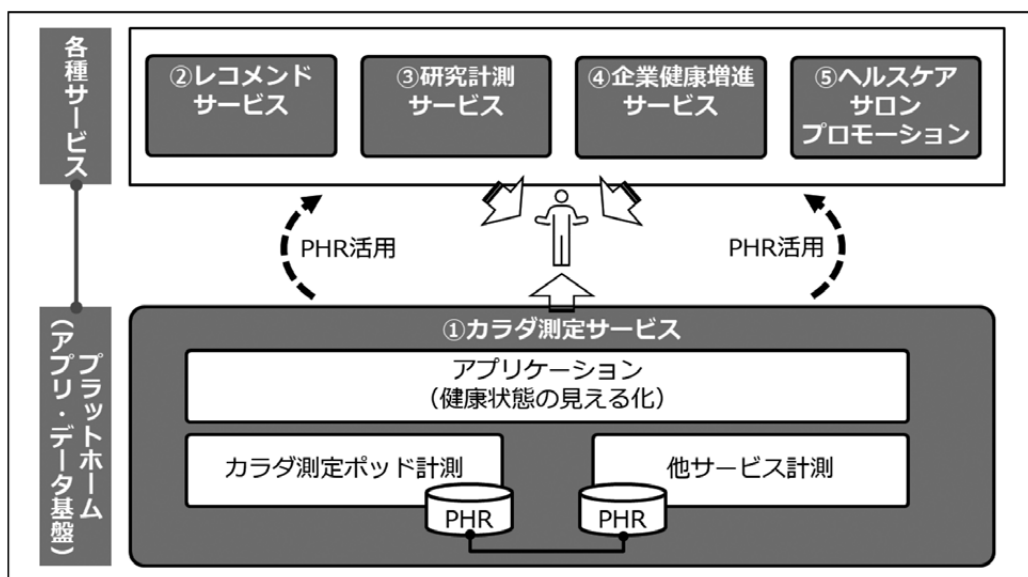 各種サービス
②レコメンド
サービス
③研究計測
サービス
④企業健康増進
サービス
⑤ヘルスケア
サロン
プロモーション
PHR活用
PHR活用
プラットホーム
(アプリ・データ基盤)
①カラダ測定サービス
アプリケーション
(健康状態の見える化)
カラダ測定ポッド計測
他サービス計測
PHR
PHR